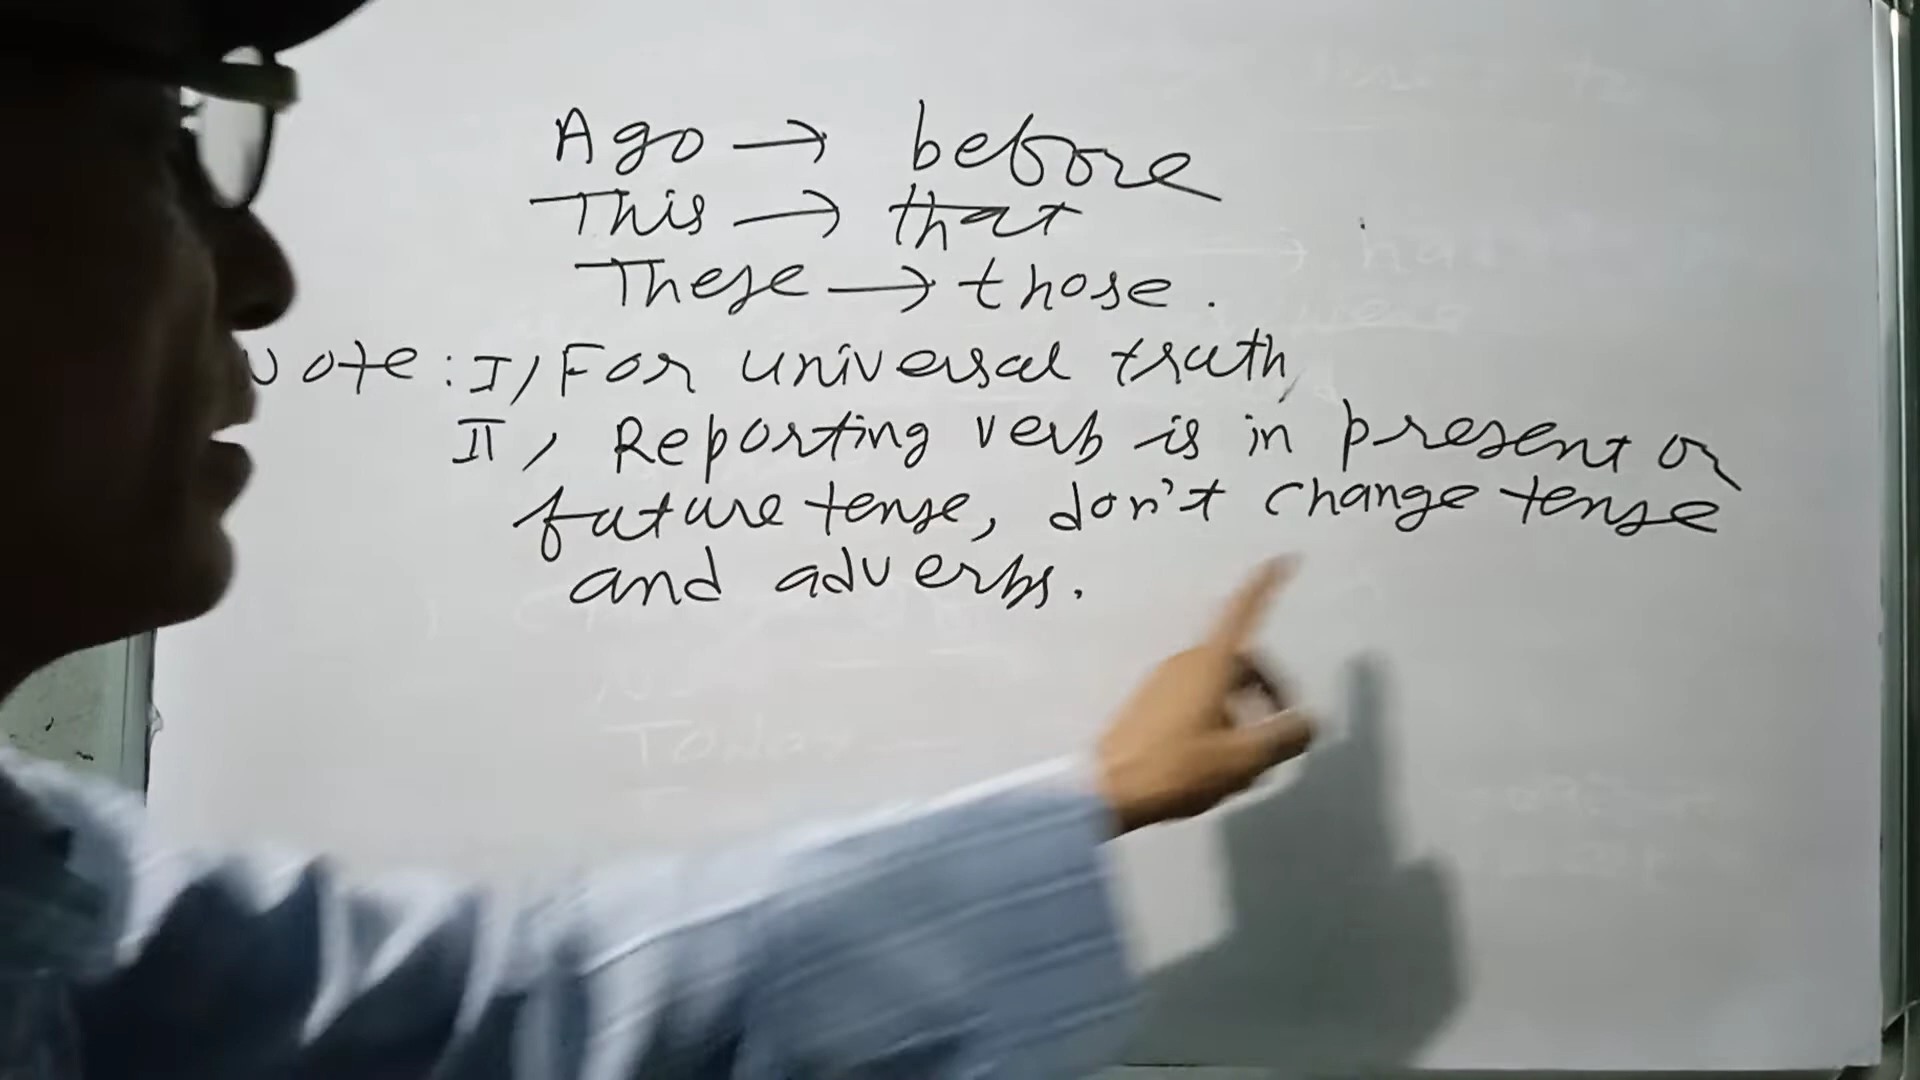 Ago → before
This → that
These → those.
Note : I, For universal truth,
II, Reporting verb is in present or
future tense, don't change tense
and adverbs.
Today